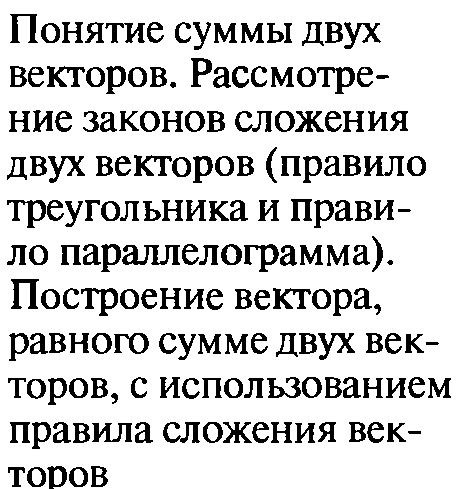 Понятие суммы двух
векторов. Рассмотре-
ние законов сложения
двух векторов (правило
треугольника и прави-
ло параллелограмма).
Построение вектора,
равного сумме двух век-
торов, с использованием
правила сложения век-
торов